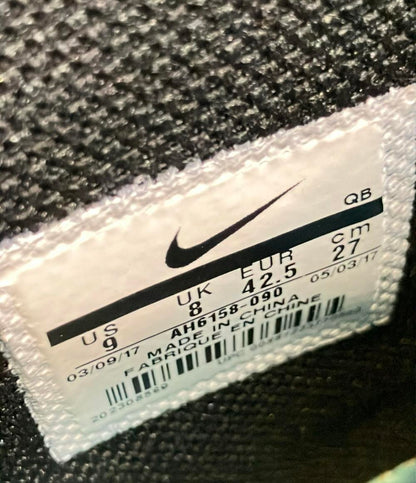 QB
US UK EUR cm
9 8 42.5 27
03/09/17 AH6158-090 05/03/17
MADE IN CHINA
FABRIQUE EN CHINE
UPC